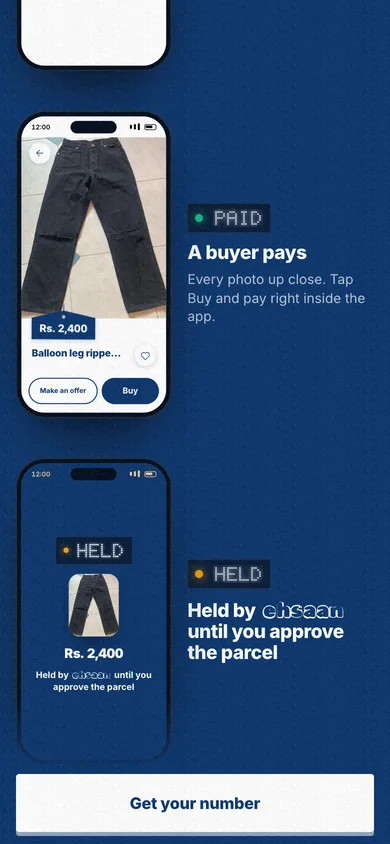 12:00
Rs. 2,400
Balloon leg rippe...
Make an offer
Buy
PAID
A buyer pays
Every photo up close. Tap
Buy and pay right inside the
app.
12:00
HELD
Rs. 2,400
Held by ehsaan until you
approve the parcel
HELD
Held by ehsaan
until you approve
the parcel
Get your number